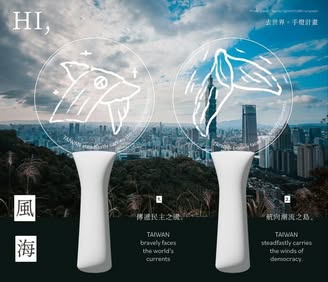 HI,
去世界。手燈計畫
1.
2.
傳遞民主之流。
航向潮流之島。
TAIWAN
bravely faces
the world's
currents
TAIWAN
steadfastly carries
the winds of
democracy.
風
海